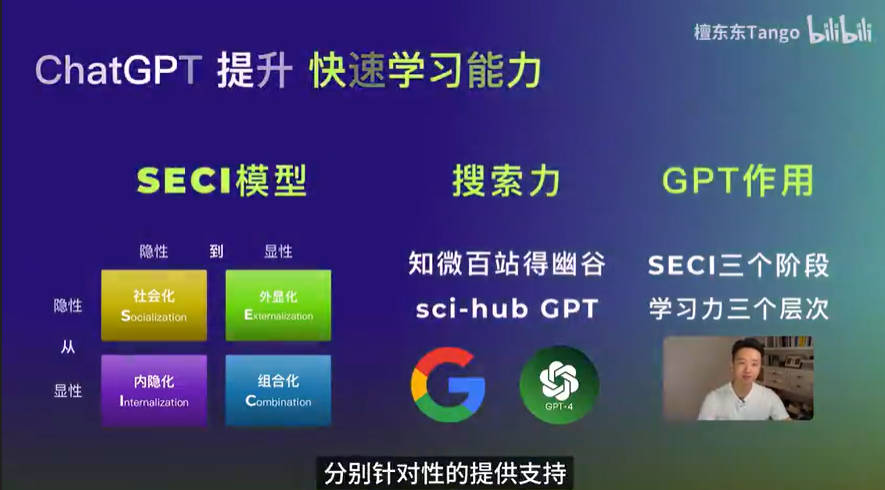 檀东东Tango bilibili
ChatGPT 提升 快速学习能力
SECI模型
隐性 到 显性
隐性
从
显性
社会化
Socialization
外显化
Externalization
内隐化
Internalization
组合化
Combination
搜索力
知微百站得幽谷
sci-hub GPT
GPT-4
GPT作用
SECI三个阶段
学习力三个层次
分别针对性的提供支持